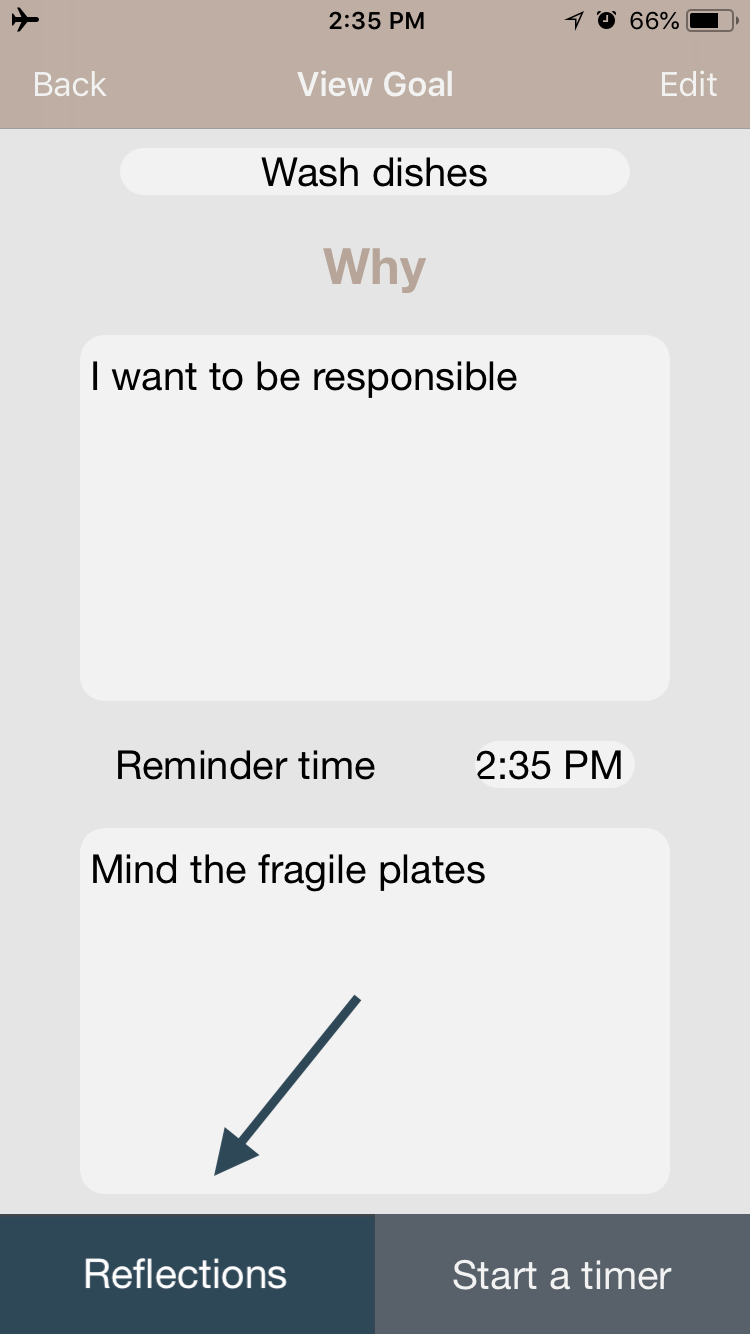 2:35 PM 66%
Back View Goal Edit
Wash dishes
Why
I want to be responsible
Reminder time 2:35 PM
Mind the fragile plates
Reflections Start a timer